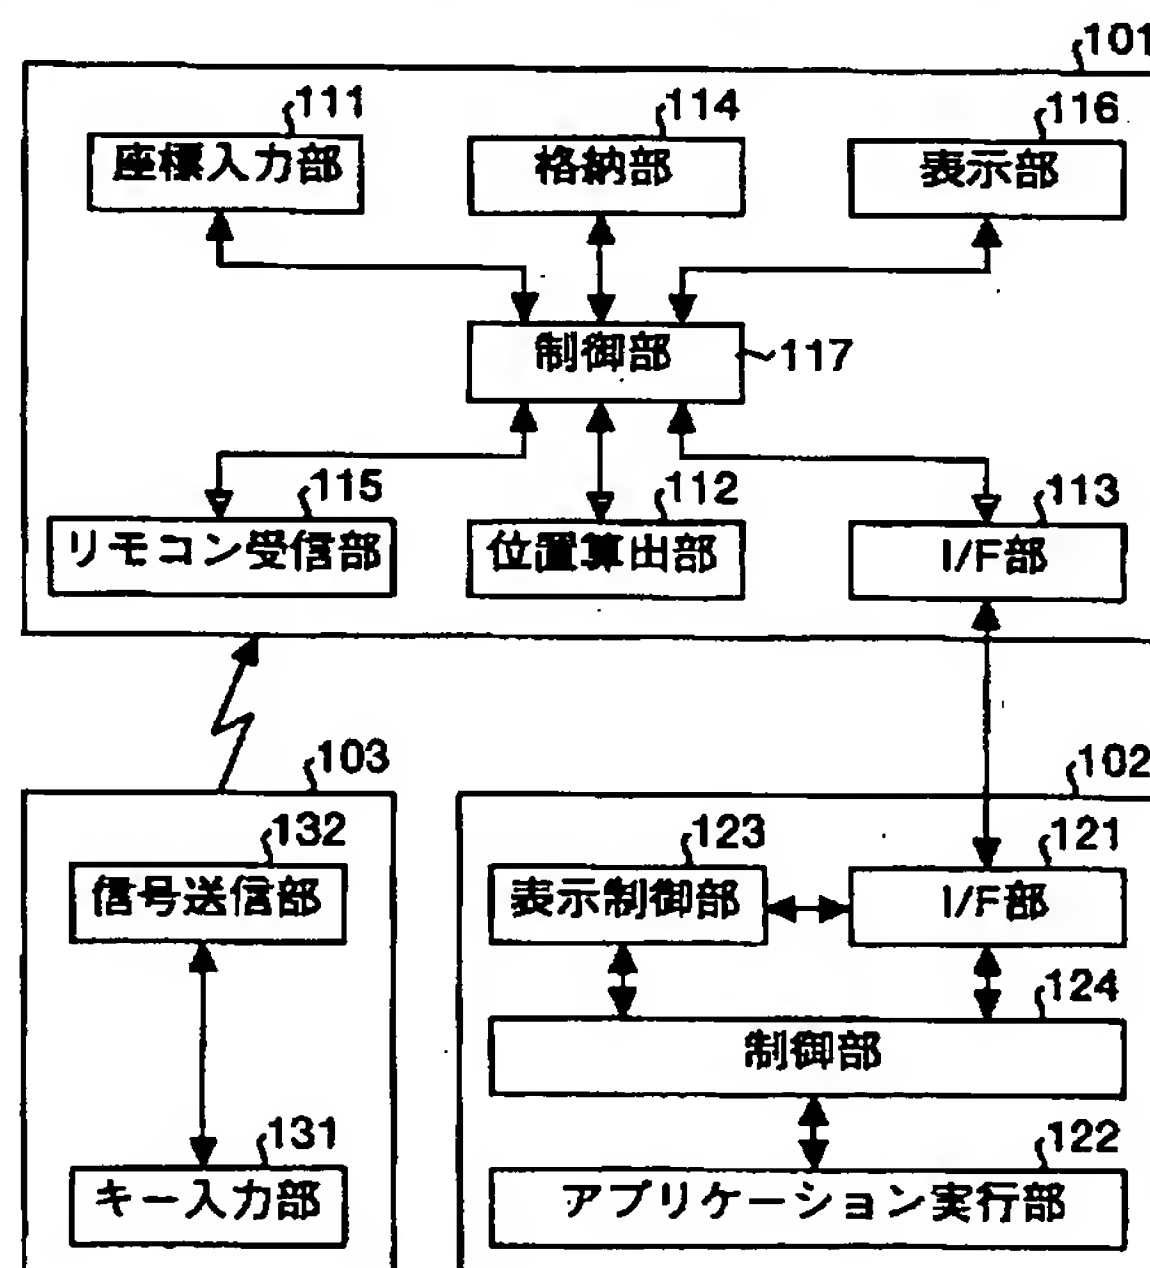 101
111
座標入力部
114
格納部
116
表示部
制御部
117
115
リモコン受信部
112
位置算出部
113
I/F部
103
132
信号送信部
131
キー入力部
102
123
表示制御部
121
I/F部
124
制御部
122
アプリケーション実行部